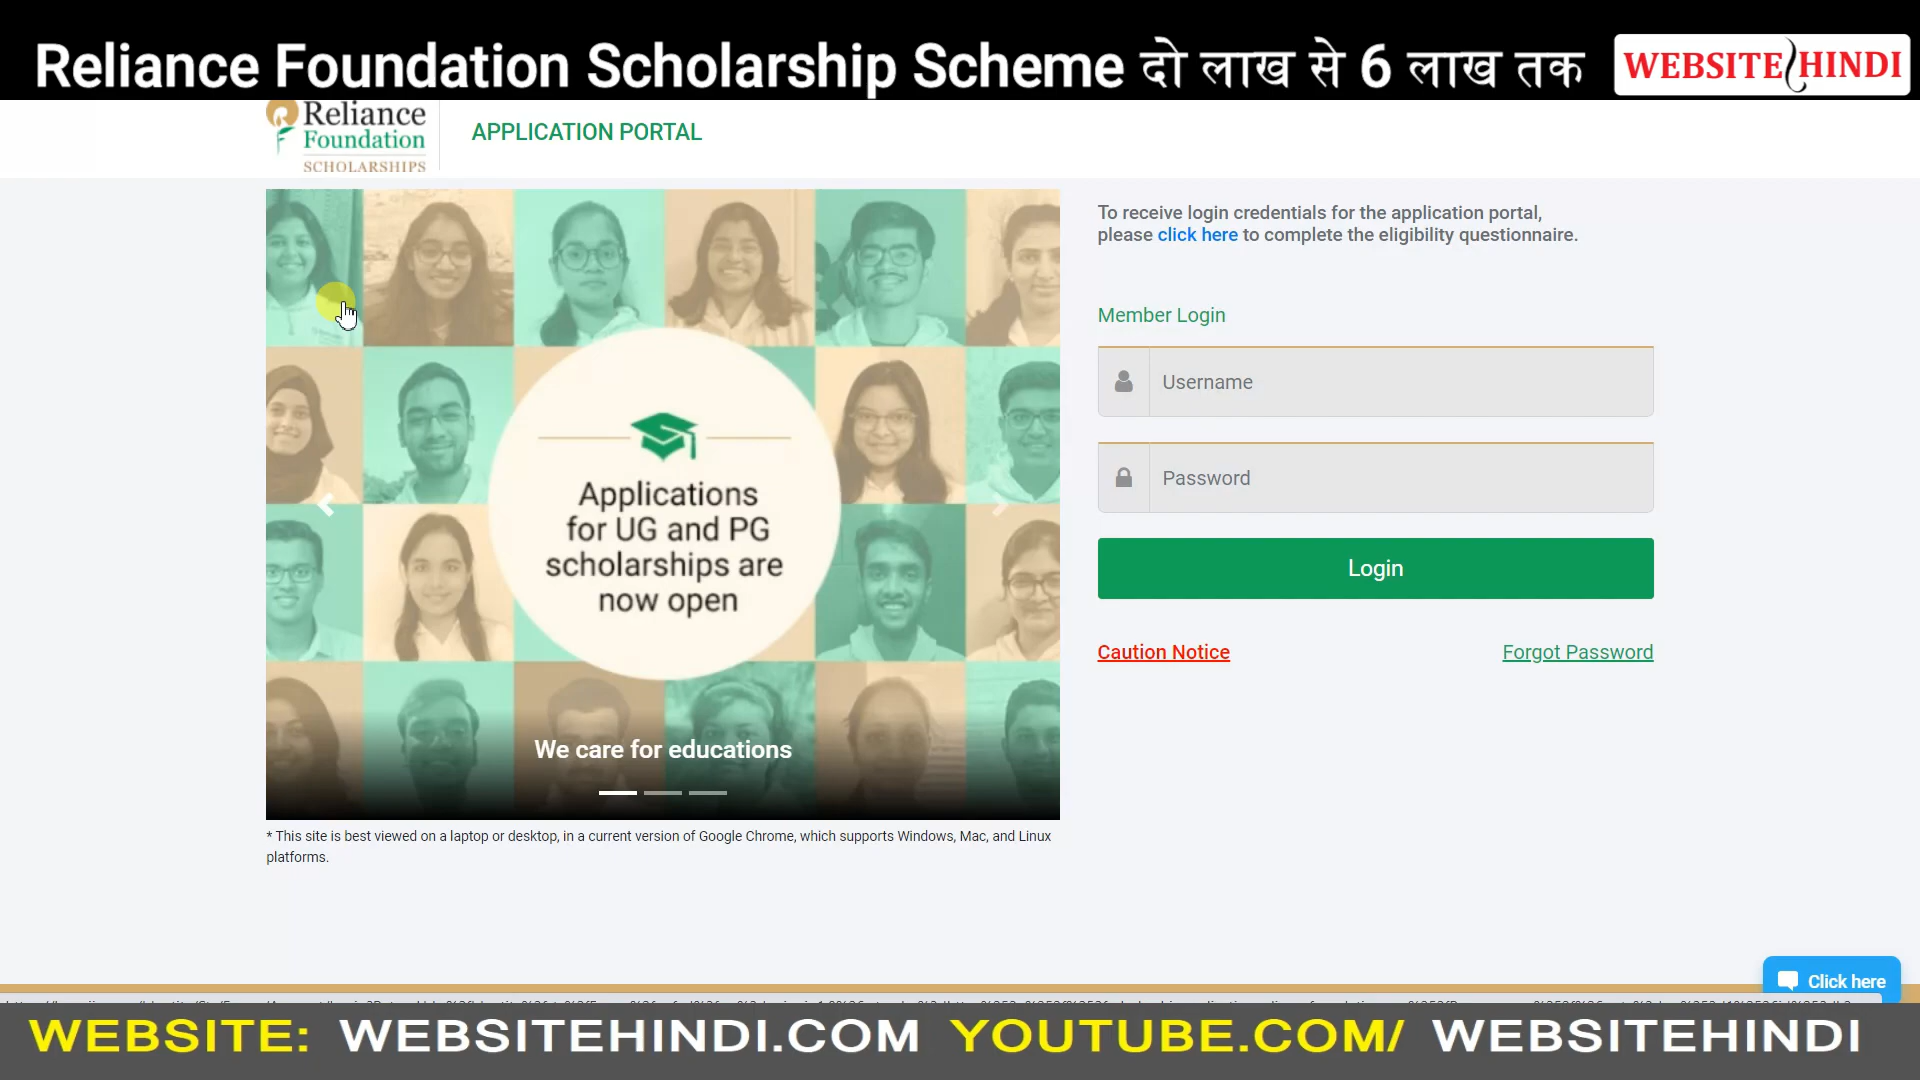 Reliance Foundation Scholarship Scheme दो लाख से 6 लाख तक
WEBSITE HINDI
Reliance
Foundation
SCHOLARSHIPS
APPLICATION PORTAL
To receive login credentials for the application portal,
please click here to complete the eligibility questionnaire.
Member Login
Username
Password
Login
Caution Notice
Forgot Password
Applications
for UG and PG
scholarships are
now open
We care for educations
* This site is best viewed on a laptop or desktop, in a current version of Google Chrome, which supports Windows, Mac, and Linux
platforms.
Click here
WEBSITE: WEBSITEHINDI.COM YOUTUBE.COM/ WEBSITEHINDI